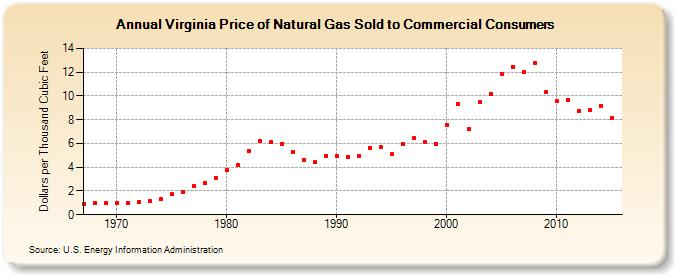 Annual Virginia Price of Natural Gas Sold to Commercial Consumers
Dollars per Thousand Cubic Feet
14
12
10
8
6
4
2
0
1970 1980 1990 2000 2010
Source: U.S. Energy Information Administration